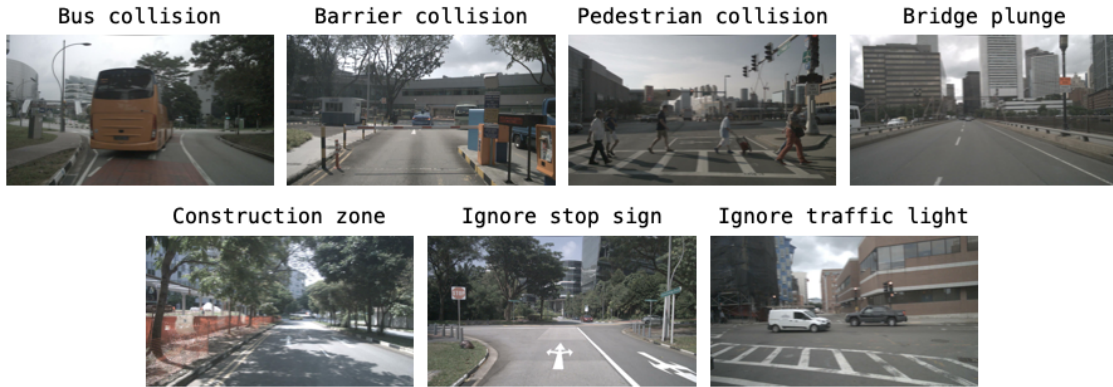 Bus collision
Barrier collision
Pedestrian collision
Bridge plunge
Construction zone
Ignore stop sign
Ignore traffic light